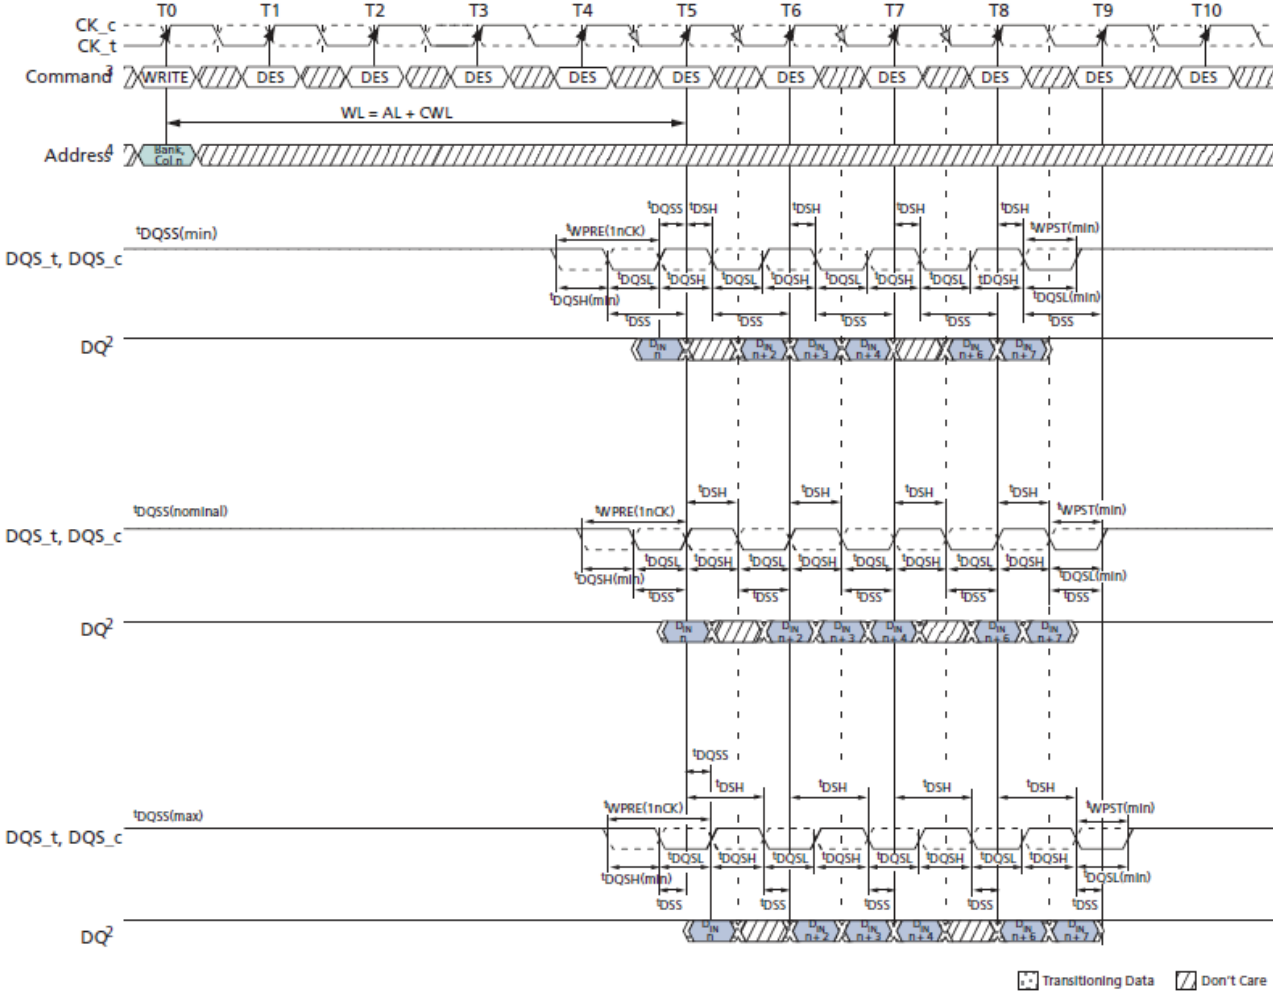 T0 T1 T2 T3 T4 T5 T6 T7 T8 T9 T10
CK_c
CK_t
Command3 WRITE DES DES DES DES DES DES DES DES DES DES
WL = AL + CWL
Address4 Bank, Col n
tDQSS tDSH tDSH tDSH tDSH
tDQSS(min) tWPRE(1nCK) tWPST(min)
DQS_t, DQS_c
tDQSL tDQSH tDQSL tDQSH tDQSL tDQSH tDQSL tDQSH
tDQSH(min) tDQSL(min)
tDSS tDSS tDSS tDSS tDSS
DQ2 DIN n DIN n + 2 DIN n + 3 DIN n + 4 DIN n + 6 DIN n + 7
tDSH tDSH tDSH tDSH
tDQSS(nominal) tWPRE(1nCK) tWPST(min)
DQS_t, DQS_c
tDQSL tDQSH tDQSL tDQSH tDQSL tDQSH tDQSL tDQSH
tDQSH(min) tDQSL(min)
tDSS tDSS tDSS tDSS tDSS
DQ2 DIN n DIN n + 2 DIN n + 3 DIN n + 4 DIN n + 6 DIN n + 7
tDQSS
tDSH tDSH tDSH tDSH
tDQSS(max) tWPRE(1nCK) tWPST(min)
DQS_t, DQS_c
tDQSL tDQSH tDQSL tDQSH tDQSL tDQSH tDQSL tDQSH
tDQSH(min) tDQSL(min)
tDSS tDSS tDSS tDSS tDSS
DQ2 DIN n DIN n + 2 DIN n + 3 DIN n + 4 DIN n + 6 DIN n + 7
Transitioning Data Don't Care